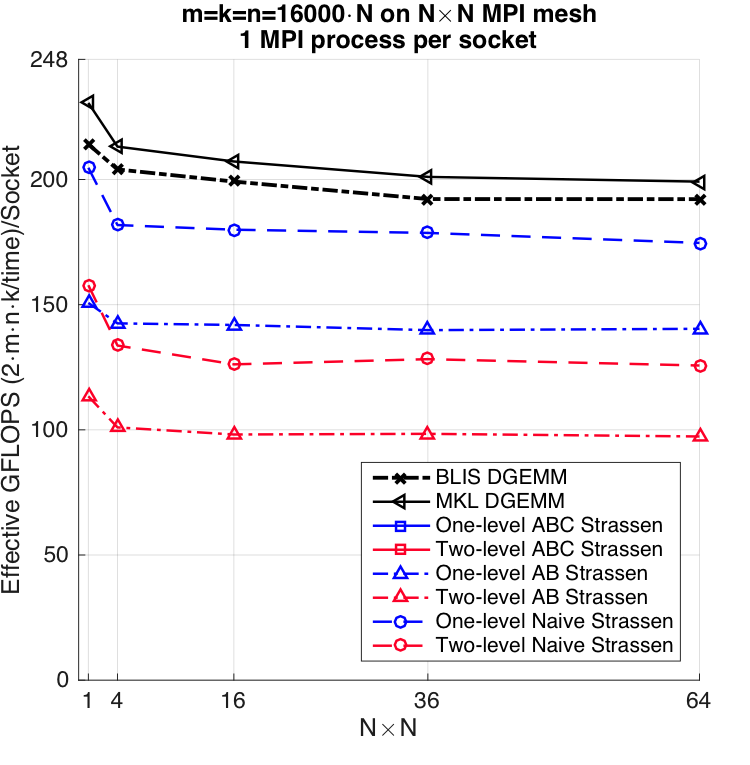 m=k=n=16000·N on N×N MPI mesh
1 MPI process per socket
Effective GFLOPS (2·m·n·k/time)/Socket
248
200
150
100
50
0
BLIS DGEMM
MKL DGEMM
One-level ABC Strassen
Two-level ABC Strassen
One-level AB Strassen
Two-level AB Strassen
One-level Naive Strassen
Two-level Naive Strassen
1 4 16 36 64
N×N